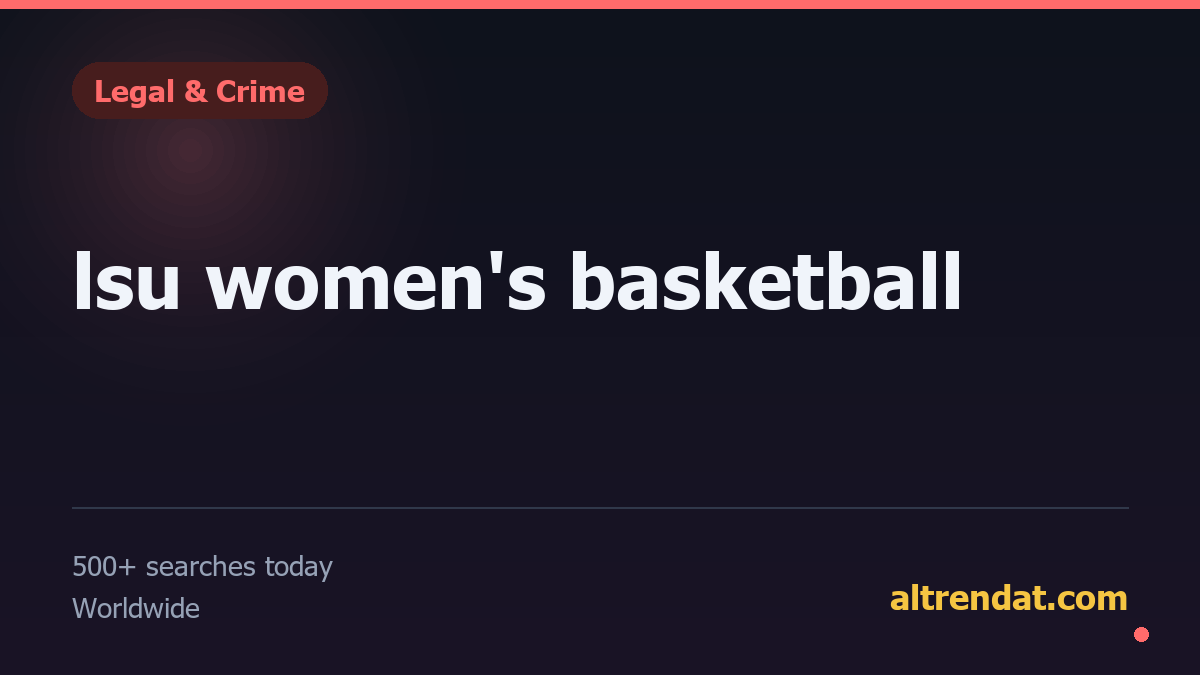 Legal & Crime
lsu women's basketball
500+ searches today
Worldwide
altrendat.com